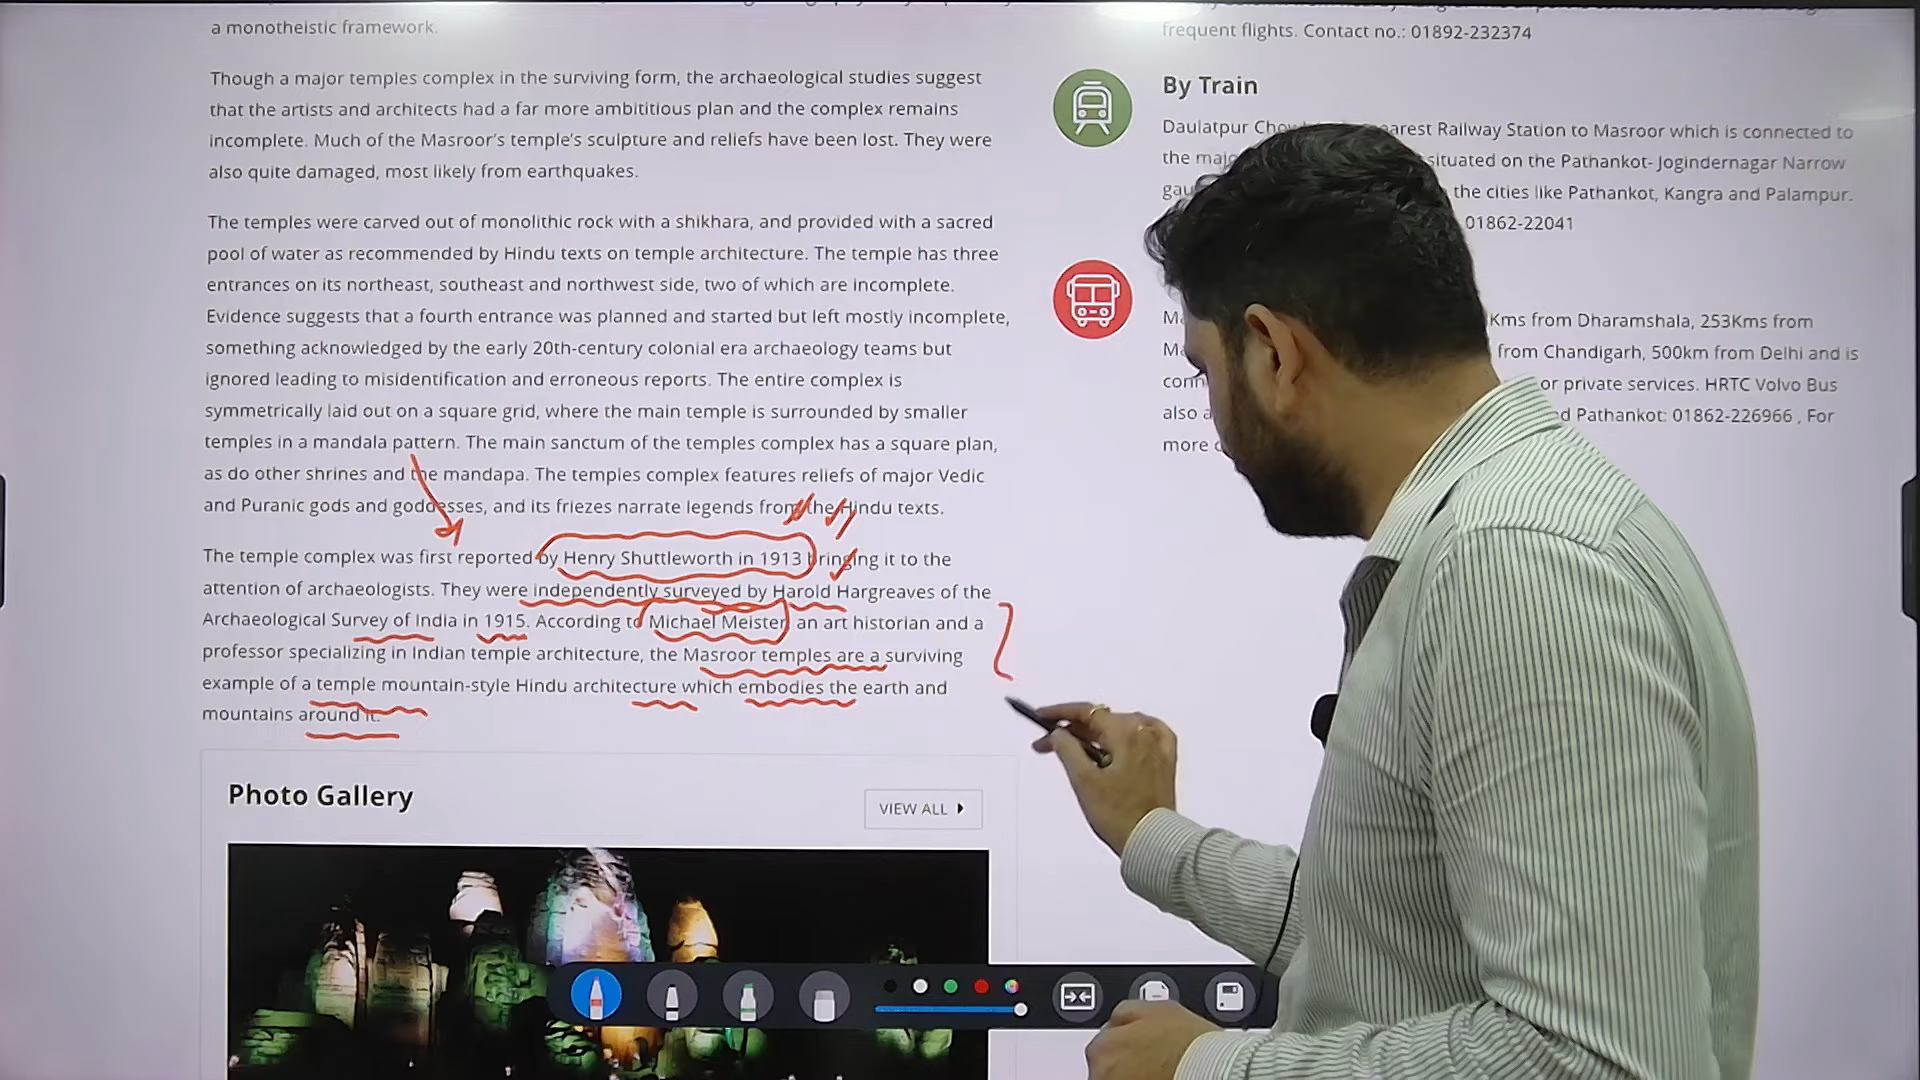 a monotheistic framework.
Though a major temples complex in the surviving form, the archaeological studies suggest
that the artists and architects had a far more ambititious plan and the complex remains
incomplete. Much of the Masroor's temple's sculpture and reliefs have been lost. They were
also quite damaged, most likely from earthquakes.
The temples were carved out of monolithic rock with a shikhara, and provided with a sacred
pool of water as recommended by Hindu texts on temple architecture. The temple has three
entrances on its northeast, southeast and northwest side, two of which are incomplete.
Evidence suggests that a fourth entrance was planned and started but left mostly incomplete,
something acknowledged by the early 20th-century colonial era archaeology teams but
ignored leading to misidentification and erroneous reports. The entire complex is
symmetrically laid out on a square grid, where the main temple is surrounded by smaller
temples in a mandala pattern. The main sanctum of the temples complex has a square plan,
as do other shrines and the mandapa. The temples complex features reliefs of major Vedic
and Puranic gods and goddesses, and its friezes narrate legends from the Hindu texts.
The temple complex was first reported by Henry Shuttleworth in 1913 bringing it to the
attention of archaeologists. They were independently surveyed by Harold Hargreaves of the
Archaeological Survey of India in 1915. According to Michael Meister, an art historian and a
professor specializing in Indian temple architecture, the Masroor temples are a surviving
example of a temple mountain-style Hindu architecture which embodies the earth and
mountains around it.
Photo Gallery
VIEW ALL
frequent flights. Contact no.: 01892-232374
By Train
Daulatpur arest Railway Station to Masroor which is connected to
the situated on the Pathankot- Jogindernagar Narrow
the cities like Pathankot, Kangra and Palampur.
01862-22041
Kms from Dharamshala, 253Kms from
from Chandigarh, 500km from Delhi and is
or private services. HRTC Volvo Bus
also Pathankot: 01862-226966 , For
more